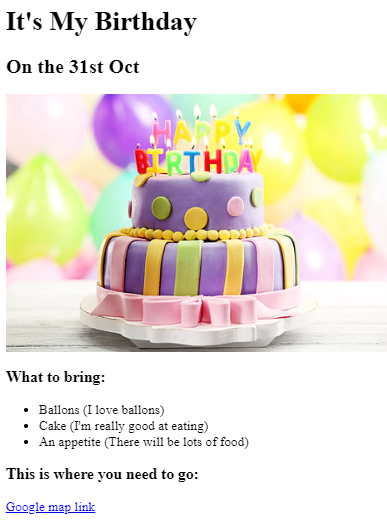 It's My Birthday
On the 31st Oct
HAPPY
BIRTHDAY
What to bring:
Ballons (I love ballons)
Cake (I'm really good at eating)
An appetite (There will be lots of food)
This is where you need to go:
Google map link